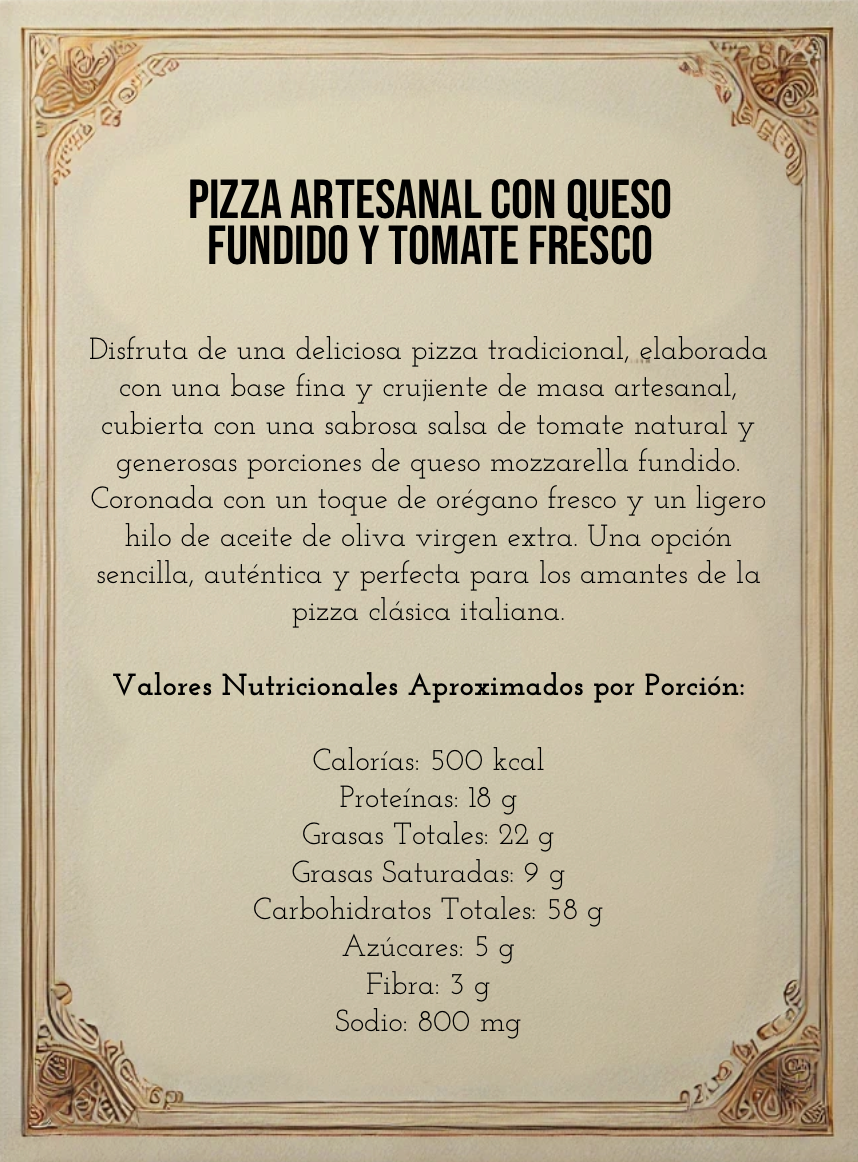 PIZZA ARTESANAL CON QUESO
FUNDIDO Y TOMATE FRESCO
Disfruta de una deliciosa pizza tradicional, elaborada
con una base fina y crujiente de masa artesanal,
cubierta con una sabrosa salsa de tomate natural y
generosas porciones de queso mozzarella fundido.
Coronada con un toque de orégano fresco y un ligero
hilo de aceite de oliva virgen extra. Una opción
sencilla, auténtica y perfecta para los amantes de la
pizza clásica italiana.
Valores Nutricionales Aproximados por Porción:
Calorías: 500 kcal
Proteínas: 18 g
Grasas Totales: 22 g
Grasas Saturadas: 9 g
Carbohidratos Totales: 58 g
Azúcares: 5 g
Fibra: 3 g
Sodio: 800 mg